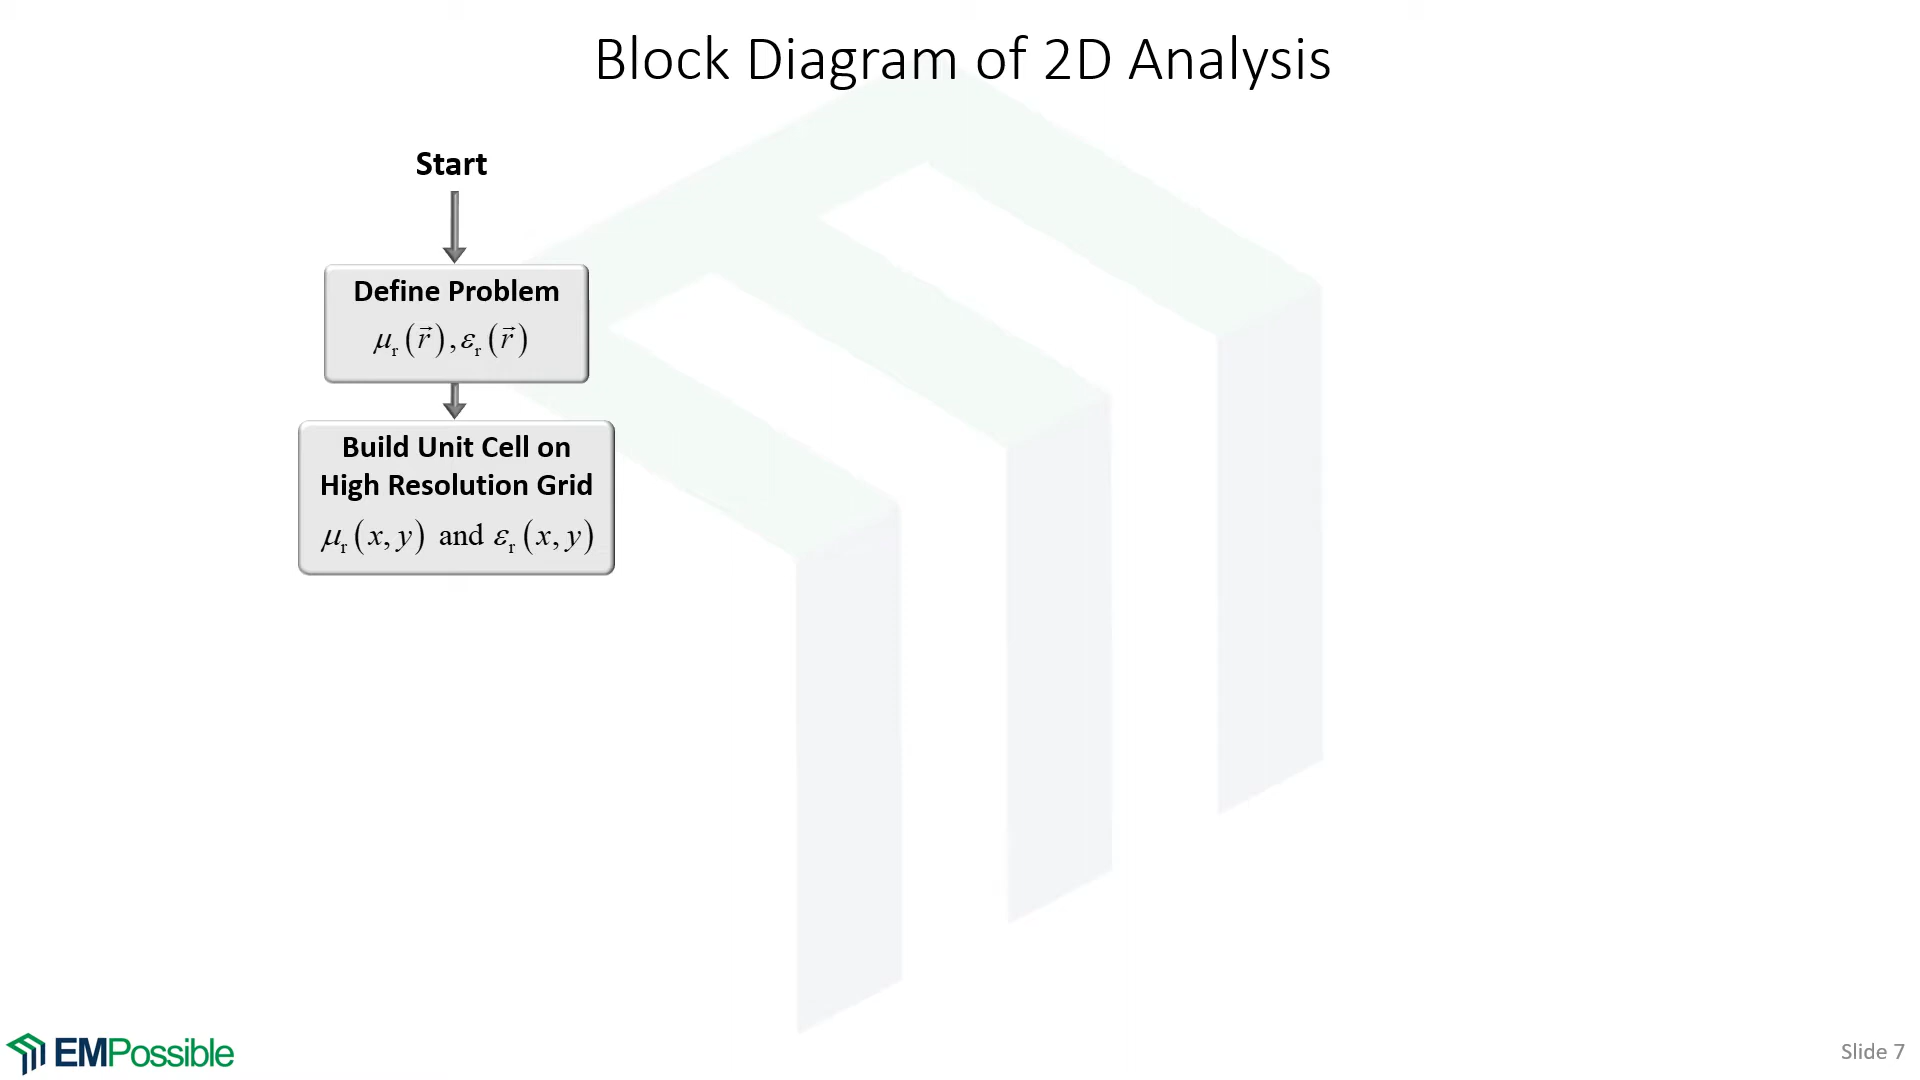 Block Diagram of 2D Analysis
Start
Define Problem
μr(r⃗), εr(r⃗)
Build Unit Cell on
High Resolution Grid
μr(x, y) and εr(x, y)
EMPossible
Slide 7